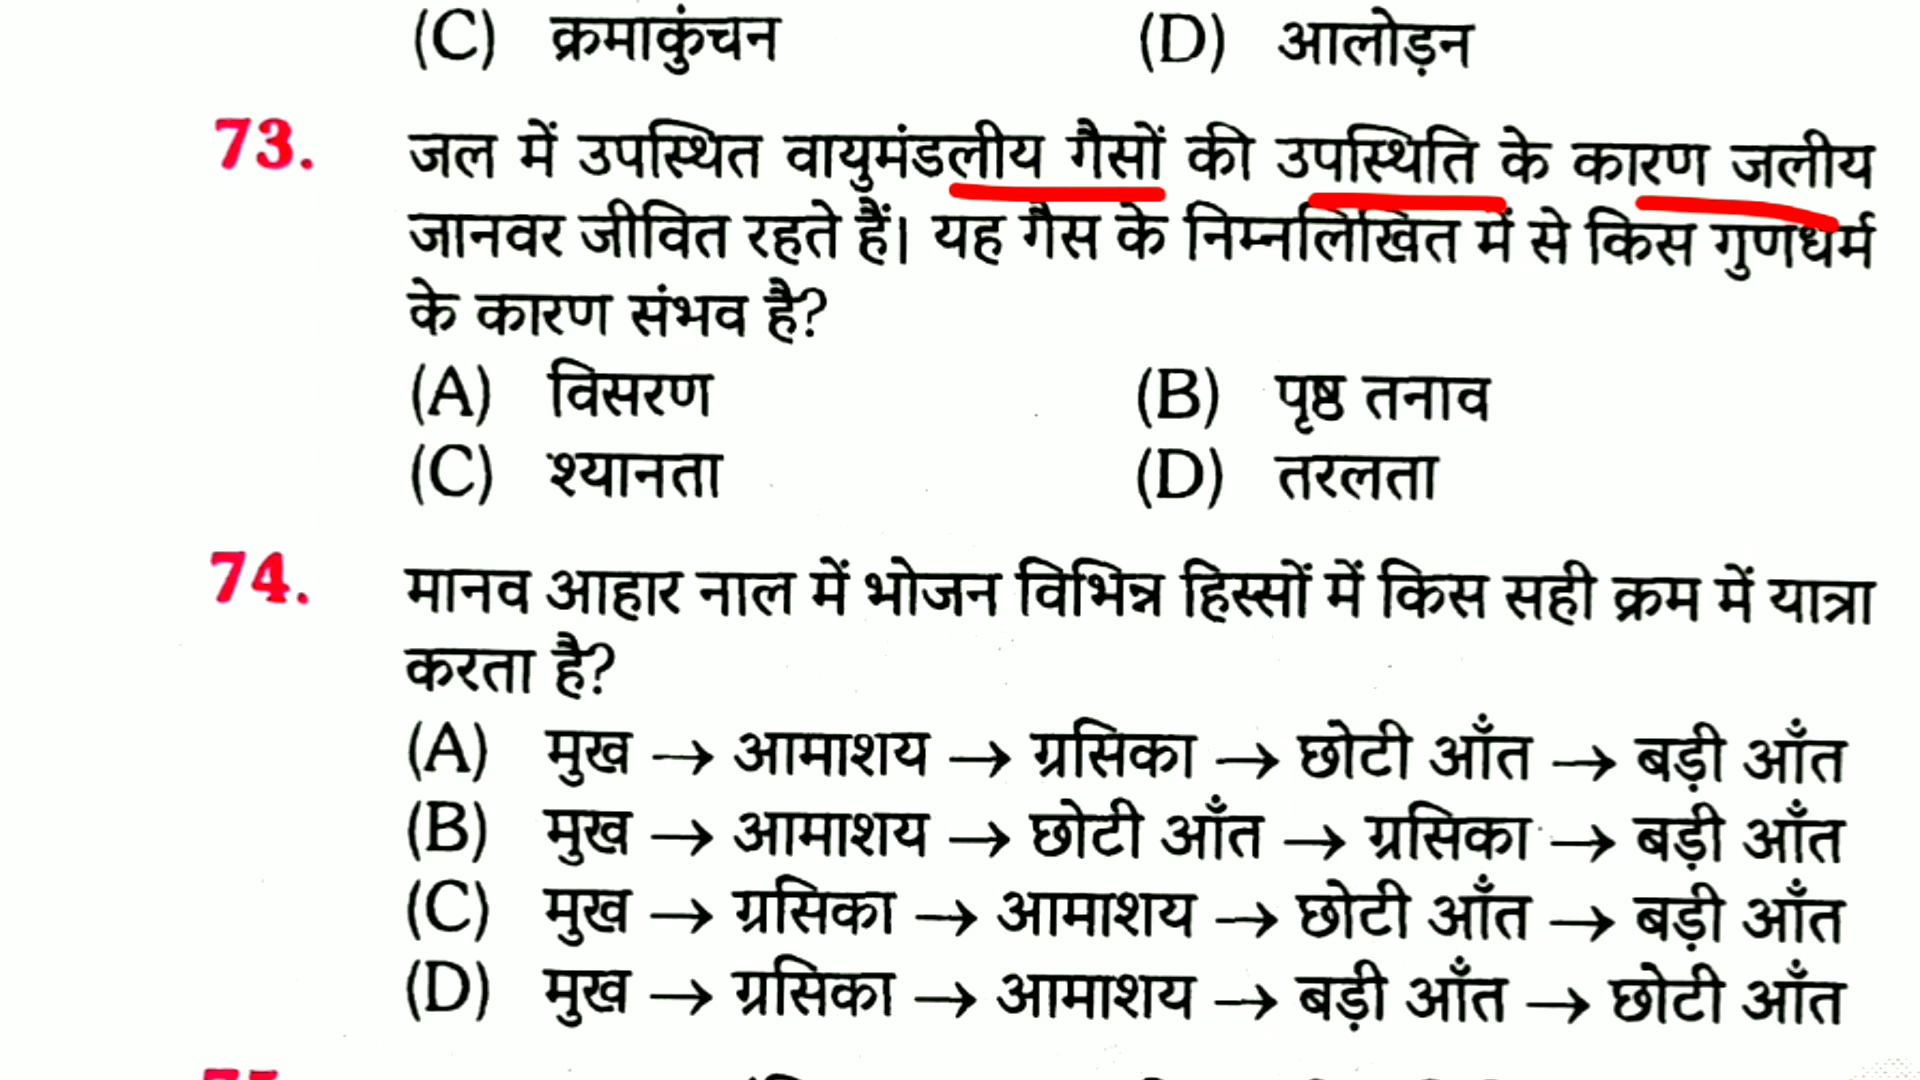 (C) क्रमाकुंचन (D) आलोड़न
73. जल में उपस्थित वायुमंडलीय गैसों की उपस्थिति के कारण जलीय
जानवर जीवित रहते हैं। यह गैस के निम्नलिखित में से किस गुणधर्म
के कारण संभव है?
(A) विसरण (B) पृष्ठ तनाव
(C) श्यानता (D) तरलता
74. मानव आहार नाल में भोजन विभिन्न हिस्सों में किस सही क्रम में यात्रा
करता है?
(A) मुख → आमाशय → ग्रसिका → छोटी आँत → बड़ी आँत
(B) मुख → आमाशय → छोटी आँत → ग्रसिका → बड़ी आँत
(C) मुख → ग्रसिका → आमाशय → छोटी आँत → बड़ी आँत
(D) मुख → ग्रसिका → आमाशय → बड़ी आँत → छोटी आँत